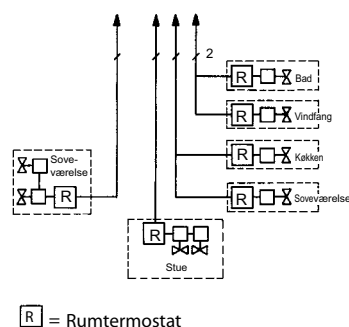 2
R
Bad
R
Vindfang
R
Køkken
R
Soveværelse
Sove-
værelse
R
R
Stue
R = Rumtermostat